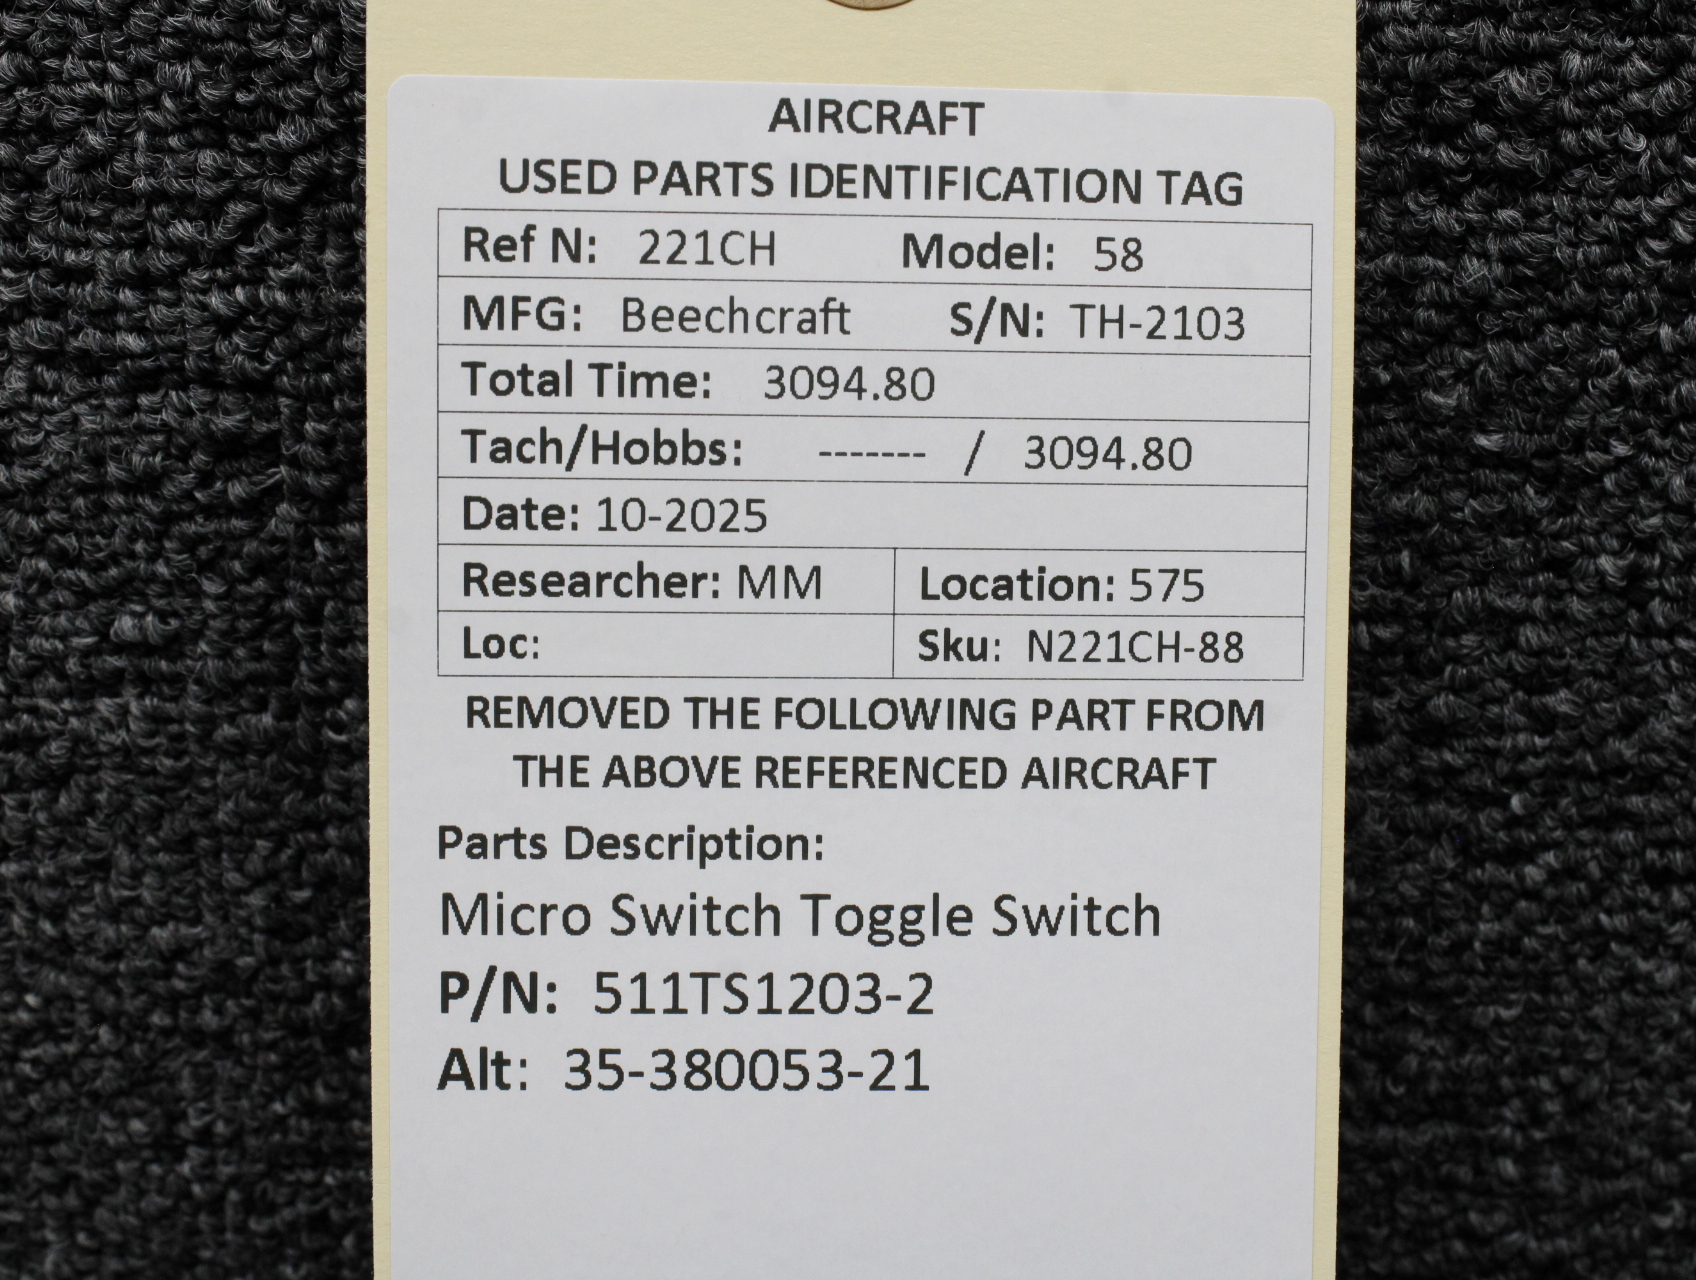 AIRCRAFT
USED PARTS IDENTIFICATION TAG
Ref N: 221CH Model: 58
MFG: Beechcraft S/N: TH-2103
Total Time: 3094.80
Tach/Hobbs: ------- / 3094.80
Date: 10-2025
Researcher: MM Location: 575
Loc: Sku: N221CH-88
REMOVED THE FOLLOWING PART FROM
THE ABOVE REFERENCED AIRCRAFT
Parts Description:
Micro Switch Toggle Switch
P/N: 511TS1203-2
Alt: 35-380053-21